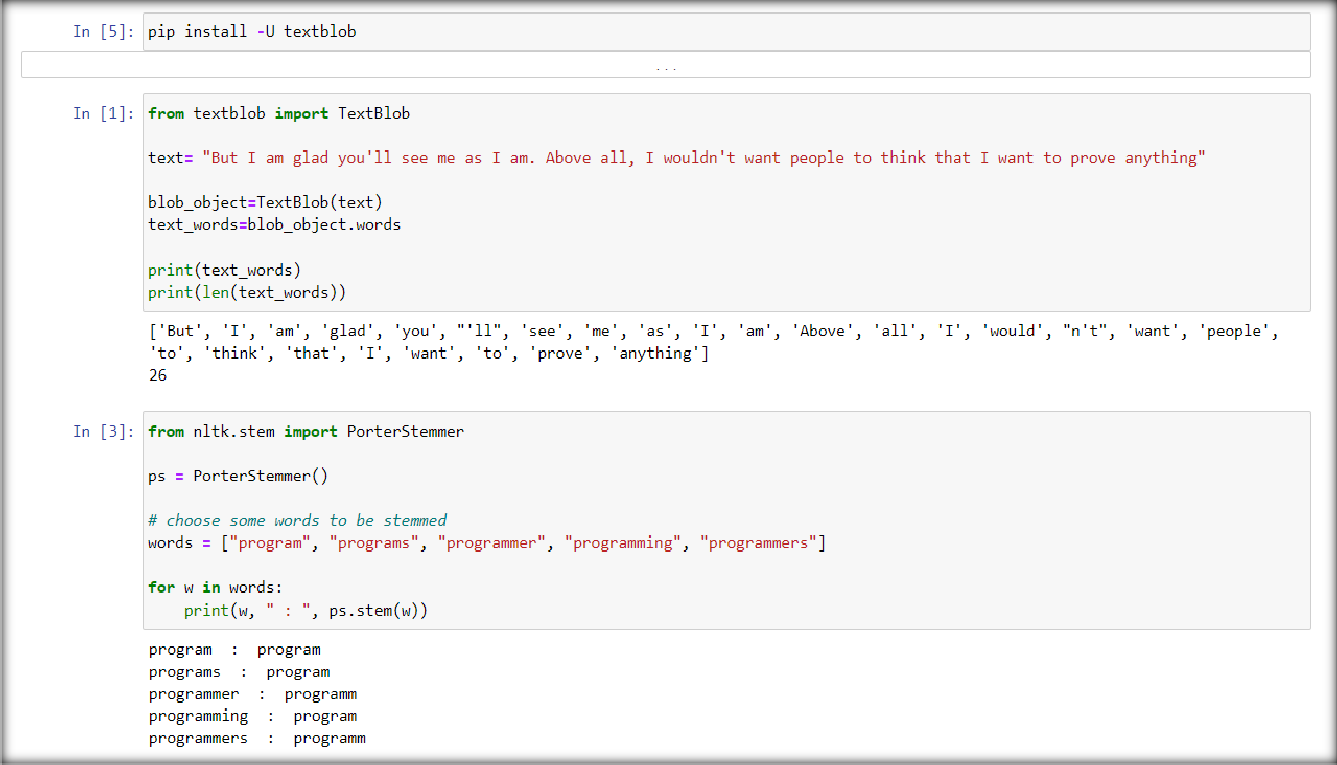 In [5]: pip install -U textblob
...
In [1]: from textblob import TextBlob
text= "But I am glad you'll see me as I am. Above all, I wouldn't want people to think that I want to prove anything"
blob_object=TextBlob(text)
text_words=blob_object.words
print(text_words)
print(len(text_words))
['But', 'I', 'am', 'glad', 'you', "'ll", 'see', 'me', 'as', 'I', 'am', 'Above', 'all', 'I', 'would', "n't", 'want', 'people',
'to', 'think', 'that', 'I', 'want', 'to', 'prove', 'anything']
26
In [3]: from nltk.stem import PorterStemmer
ps = PorterStemmer()
# choose some words to be stemmed
words = ["program", "programs", "programmer", "programming", "programmers"]
for w in words:
    print(w, " : ", ps.stem(w))
program  :  program
programs  :  program
programmer  :  programm
programming  :  program
programmers  :  programm